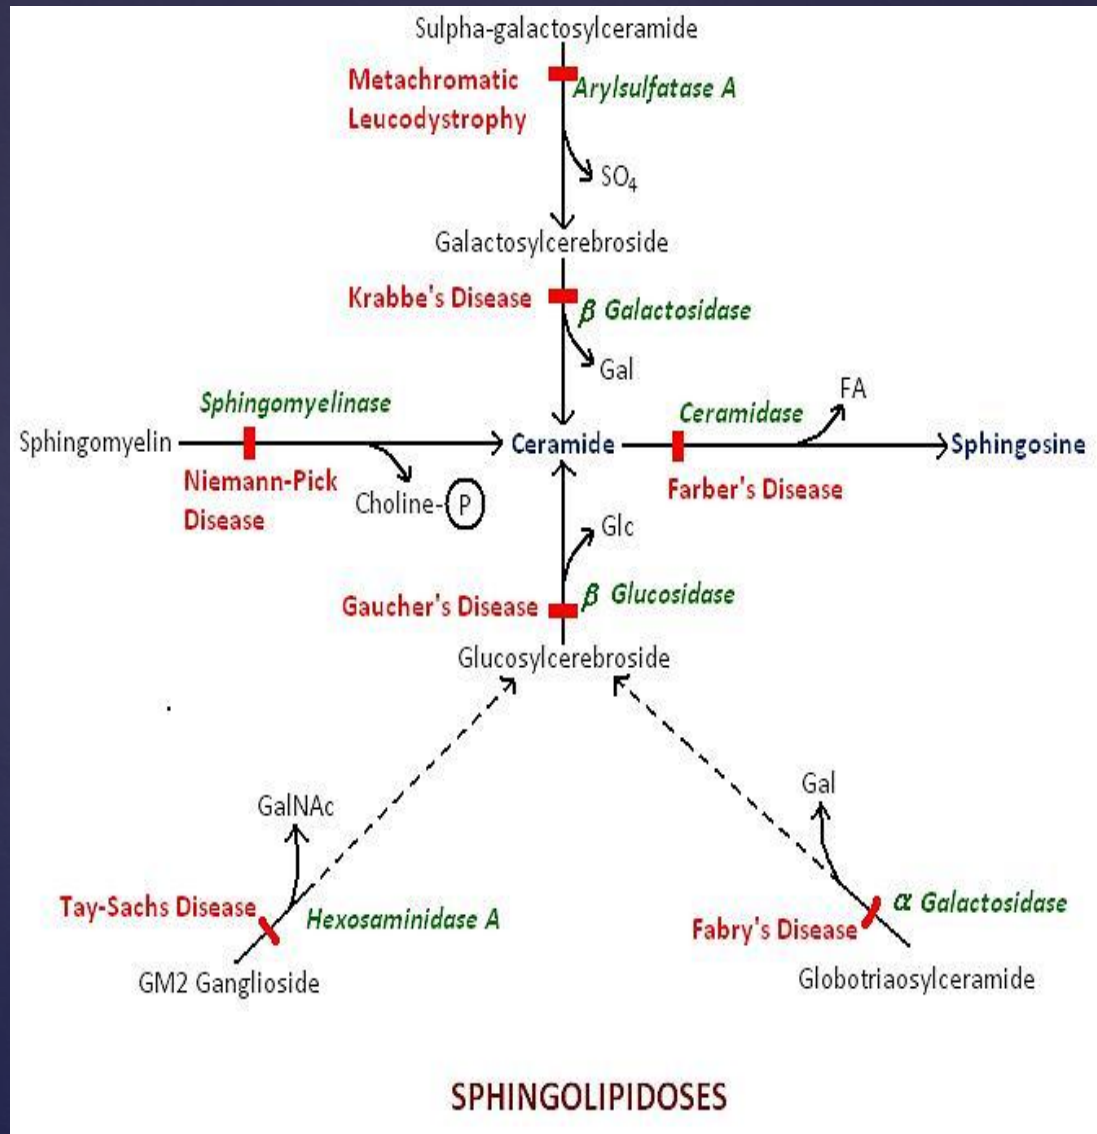 Sulpha-galactosylceramide
Metachromatic
Leucodystrophy
Arylsulfatase A
SO₄
Galactosylcerebroside
Krabbe's Disease
β Galactosidase
Gal
Sphingomyelinase
Ceramidase
FA
Sphingomyelin
Ceramide
Sphingosine
Niemann-Pick
Disease
Choline-P
Farber's Disease
Glc
Gaucher's Disease
β Glucosidase
Glucosylcerebroside
GalNAc
Gal
Tay-Sachs Disease
Hexosaminidase A
α Galactosidase
Fabry's Disease
GM2 Ganglioside
Globotriaosylceramide
SPHINGOLIPIDOSES